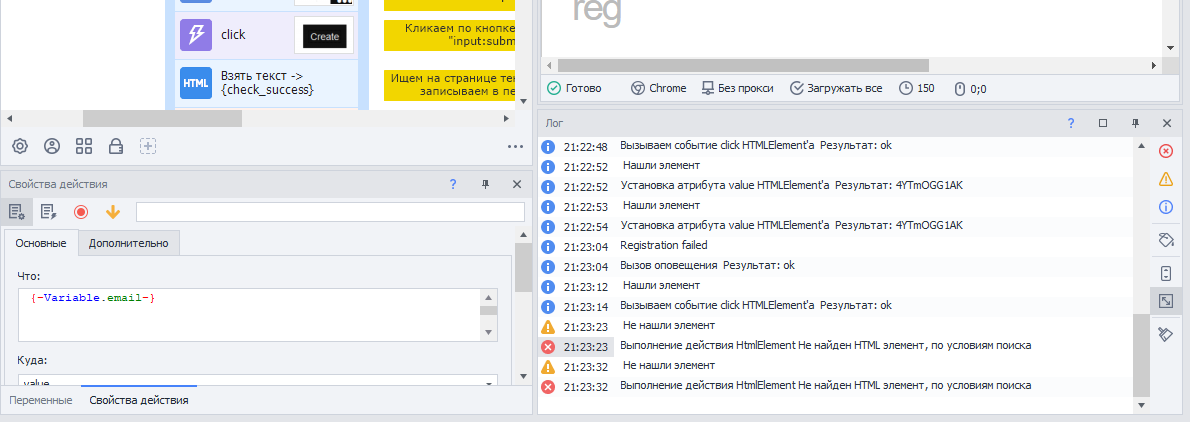 click
Create
Кликаем по кнопке
"input:subm
HTML
Взять текст ->
{check_success}
Ищем на странице тек
записываем в пе
Свойства действия
?
Основные
Дополнительно
Что:
{-Variable.email-}
Куда:
value
Переменные
Свойства действия
reg
Готово
Chrome
Без прокси
Загружать все
150
0;0
Лог
?
21:22:48 Вызываем событие click HTMLElement'a Результат: ok
21:22:52 Нашли элемент
21:22:52 Установка атрибута value HTMLElement'a Результат: 4YTmOGG1AK
21:22:53 Нашли элемент
21:22:54 Установка атрибута value HTMLElement'a Результат: 4YTmOGG1AK
21:23:04 Registration failed
21:23:04 Вызов оповещения Результат: ok
21:23:12 Нашли элемент
21:23:14 Вызываем событие click HTMLElement'a Результат: ok
21:23:23 Не нашли элемент
21:23:23 Выполнение действия HtmlElement Не найден HTML элемент, по условиям поиска
21:23:32 Не нашли элемент
21:23:32 Выполнение действия HtmlElement Не найден HTML элемент, по условиям поиска